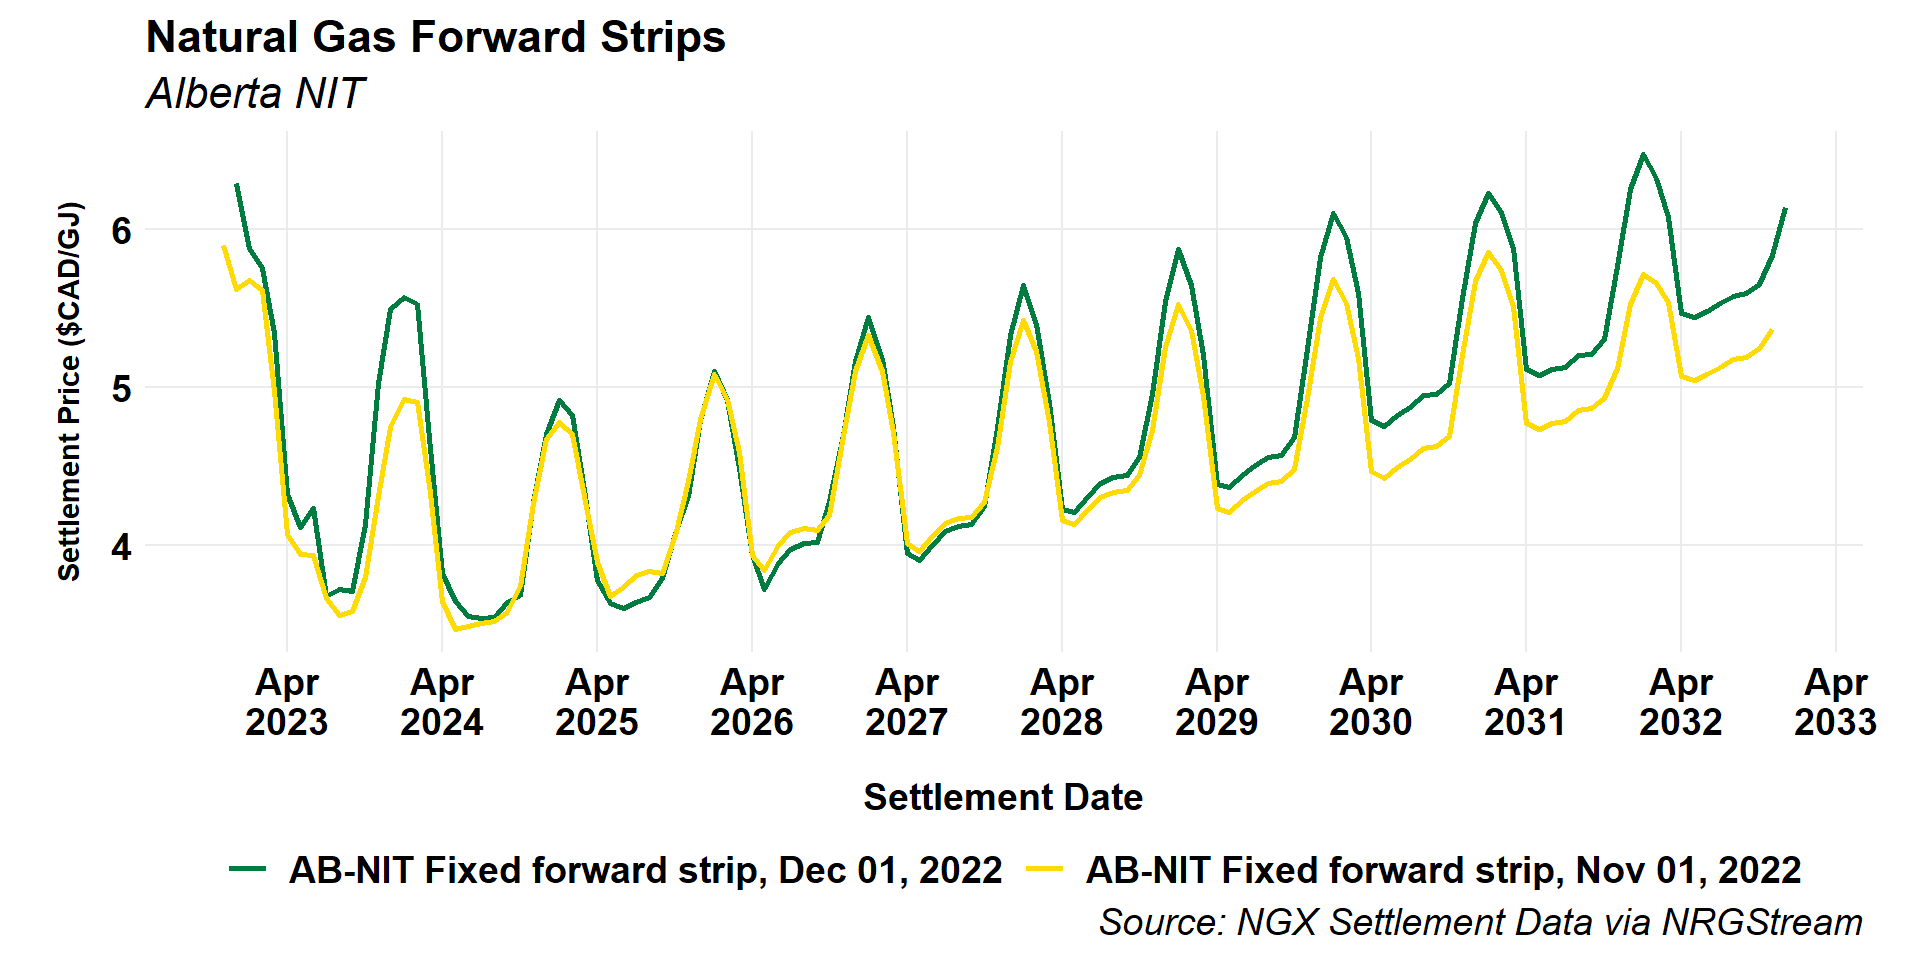 Natural Gas Forward Strips
Alberta NIT
Settlement Price ($CAD/GJ)
6
5
4
Apr 2023
Apr 2024
Apr 2025
Apr 2026
Apr 2027
Apr 2028
Apr 2029
Apr 2030
Apr 2031
Apr 2032
Apr 2033
Settlement Date
AB-NIT Fixed forward strip, Dec 01, 2022
AB-NIT Fixed forward strip, Nov 01, 2022
Source: NGX Settlement Data via NRGStream